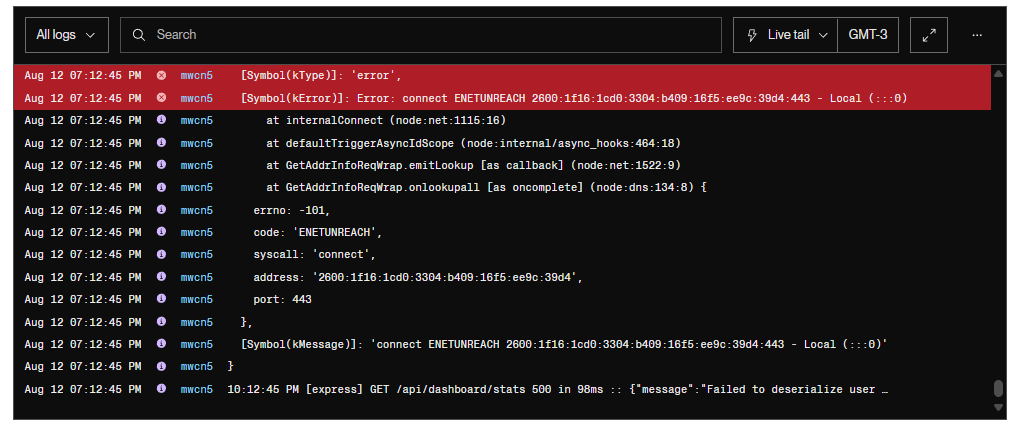 All logs Search Live tail GMT-3 ...
Aug 12 07:12:45 PM mwcn5 [Symbol(kType)]: 'error',
Aug 12 07:12:45 PM mwcn5 [Symbol(kError)]: Error: connect ENETUNREACH 2600:1f16:1cd0:3304:b409:16f5:ee9c:39d4:443 - Local (:::0)
Aug 12 07:12:45 PM mwcn5 at internalConnect (node:net:1115:16)
Aug 12 07:12:45 PM mwcn5 at defaultTriggerAsyncIdScope (node:internal/async_hooks:464:18)
Aug 12 07:12:45 PM mwcn5 at GetAddrInfoReqWrap.emitLookup [as callback] (node:net:1522:9)
Aug 12 07:12:45 PM mwcn5 at GetAddrInfoReqWrap.onlookupall [as oncomplete] (node:dns:134:8) {
Aug 12 07:12:45 PM mwcn5 errno: -101,
Aug 12 07:12:45 PM mwcn5 code: 'ENETUNREACH',
Aug 12 07:12:45 PM mwcn5 syscall: 'connect',
Aug 12 07:12:45 PM mwcn5 address: '2600:1f16:1cd0:3304:b409:16f5:ee9c:39d4',
Aug 12 07:12:45 PM mwcn5 port: 443
Aug 12 07:12:45 PM mwcn5 },
Aug 12 07:12:45 PM mwcn5 [Symbol(kMessage)]: 'connect ENETUNREACH 2600:1f16:1cd0:3304:b409:16f5:ee9c:39d4:443 - Local (:::0)'
Aug 12 07:12:45 PM mwcn5 }
Aug 12 07:12:45 PM mwcn5 10:12:45 PM [express] GET /api/dashboard/stats 500 in 98ms :: {"message":"Failed to deserialize user …